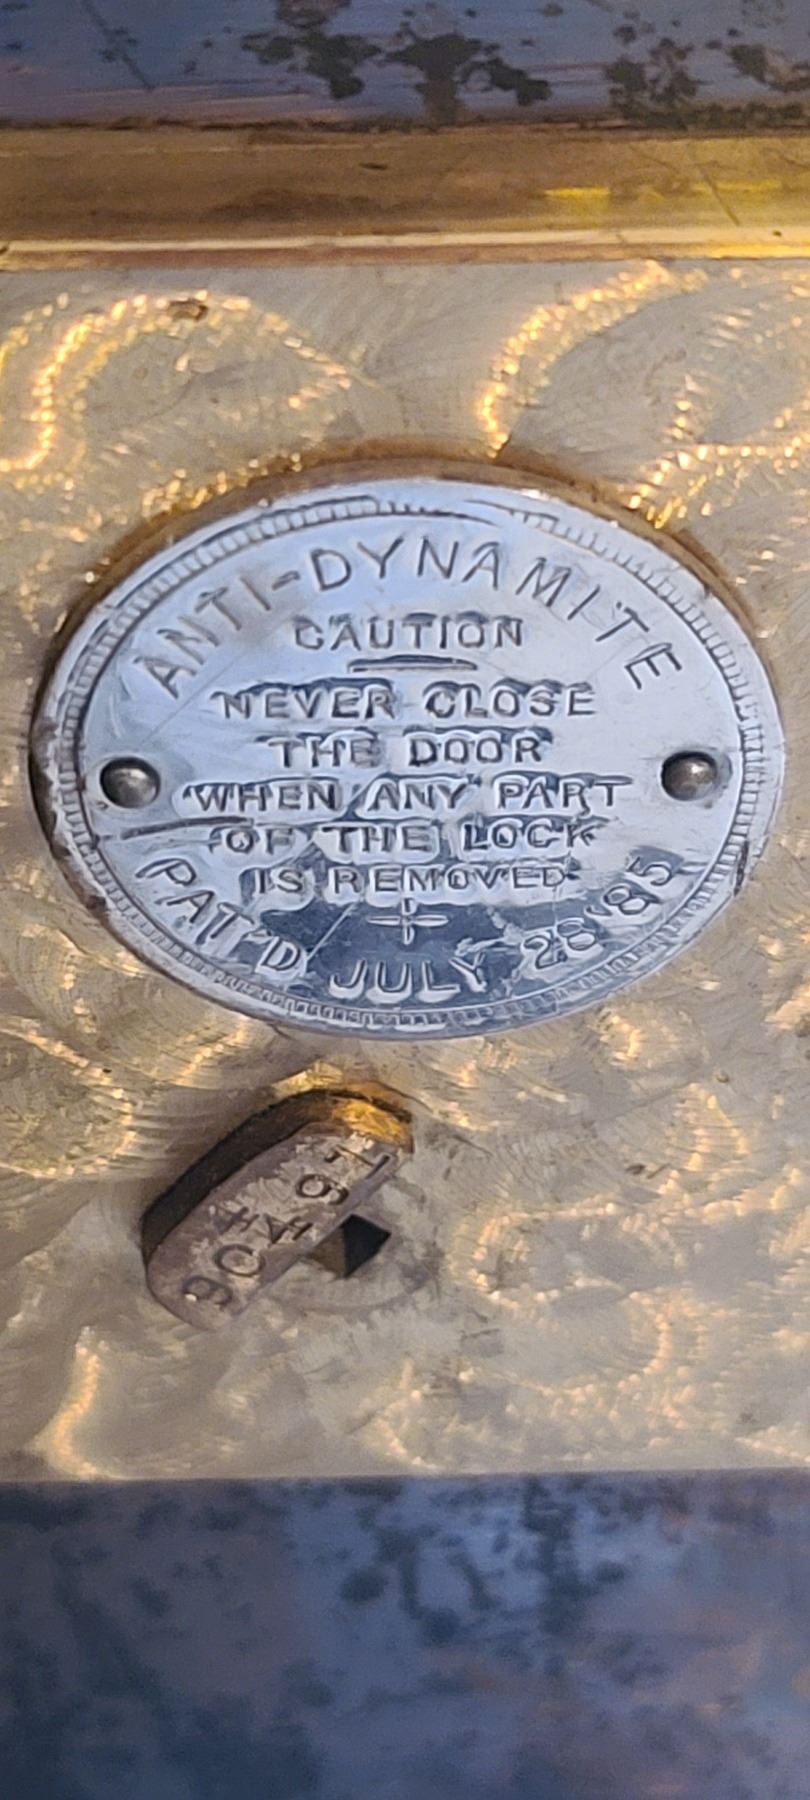 ANTI-DYNAMITE
CAUTION
NEVER CLOSE
THE DOOR
WHEN ANY PART
OF THE LOCK
IS REMOVED
PAT'D JULY 28 '85